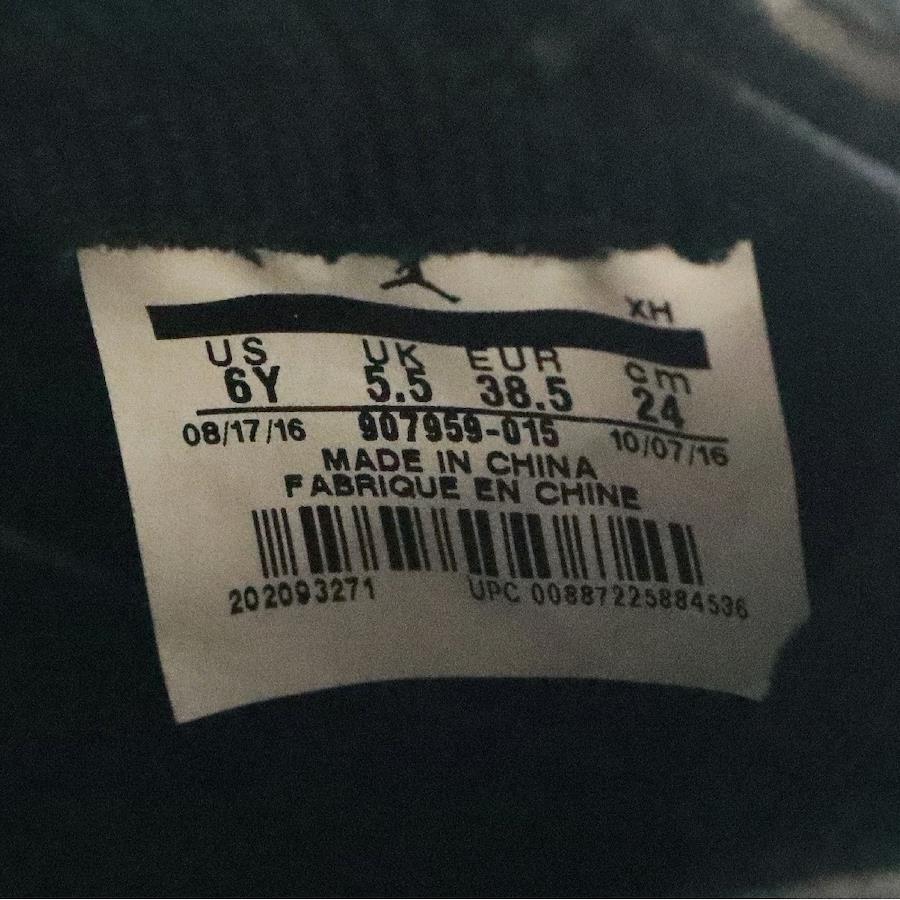 XH
US UK EUR cm
6Y 5.5 38.5 24
08/17/16 907959-015 10/07/16
MADE IN CHINA
FABRIQUE EN CHINE
202093271 UPC 00887225884536